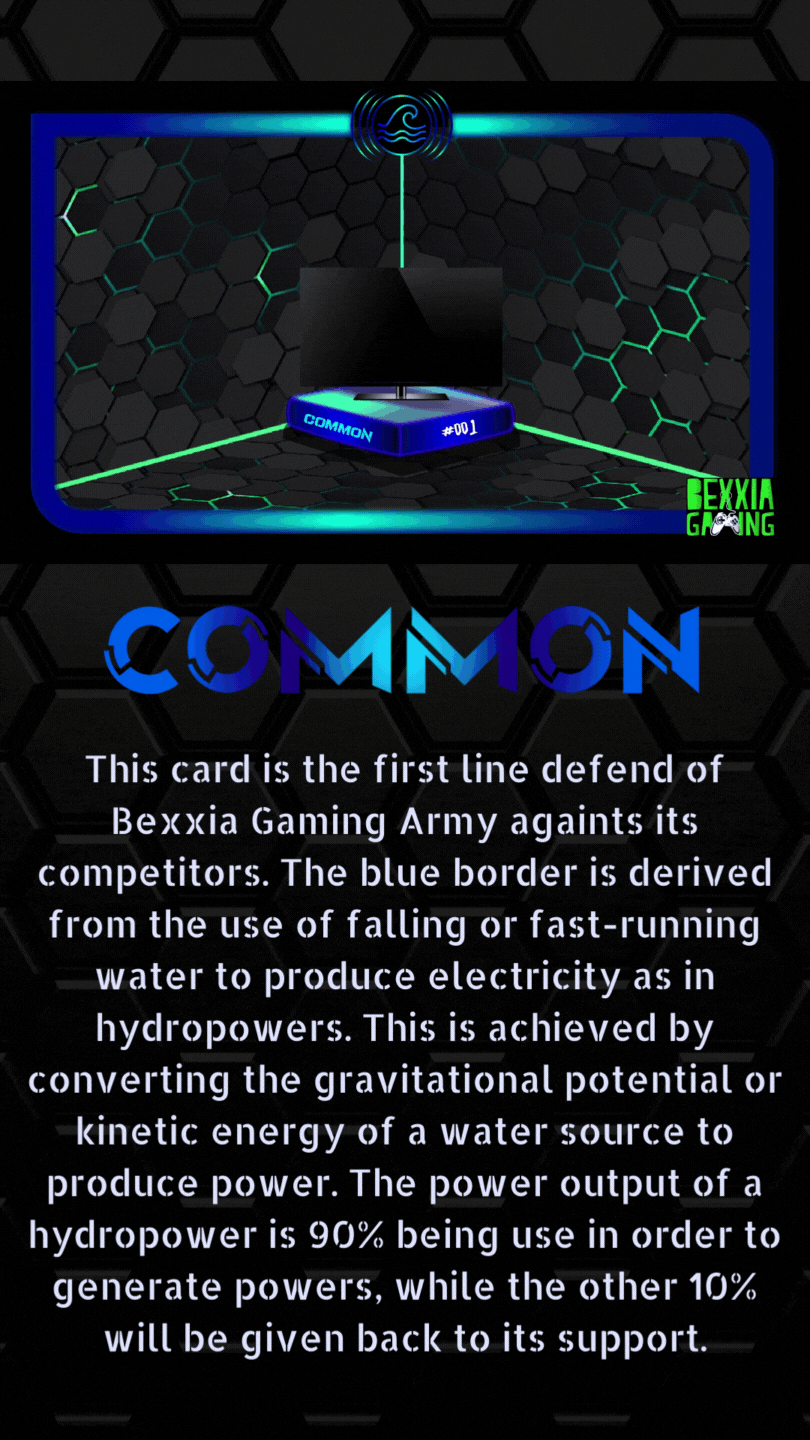 COMMON
#001
BEXXIA
GAMING
COMMON
This card is the first line defend of
Bexxia Gaming Army againts its
competitors. The blue border is derived
from the use of falling or fast-running
water to produce electricity as in
hydropowers. This is achieved by
converting the gravitational potential or
kinetic energy of a water source to
produce power. The power output of a
hydropower is 90% being use in order to
generate powers, while the other 10%
will be given back to its support.